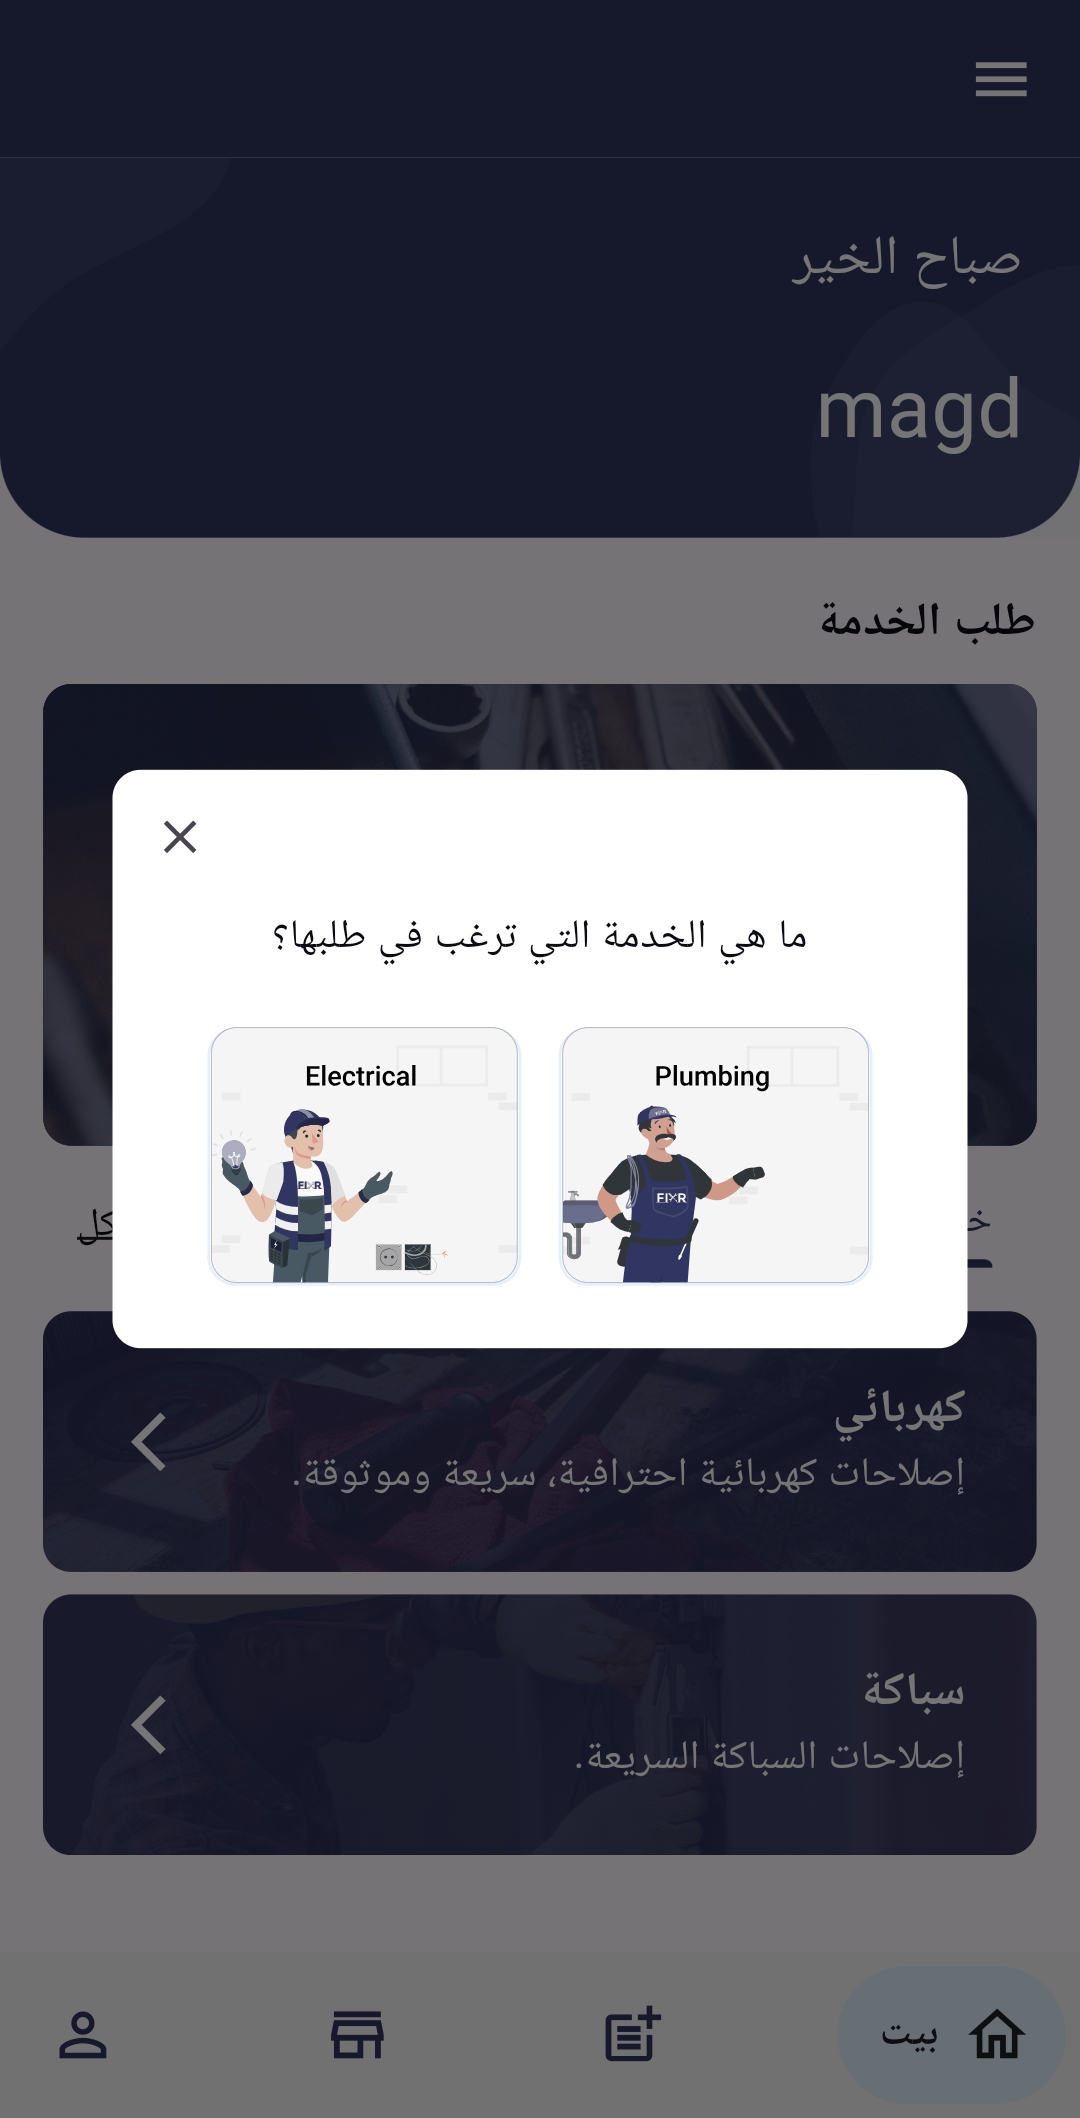 صباح الخير
magd
طلب الخدمة
ما هي الخدمة التي ترغب في طلبها؟
Plumbing
Electrical
FIXR
FIXR
كهربائي
إصلاحات كهربائية احترافية، سريعة وموثوقة.
سباكة
إصلاحات السباكة السريعة.
بيت